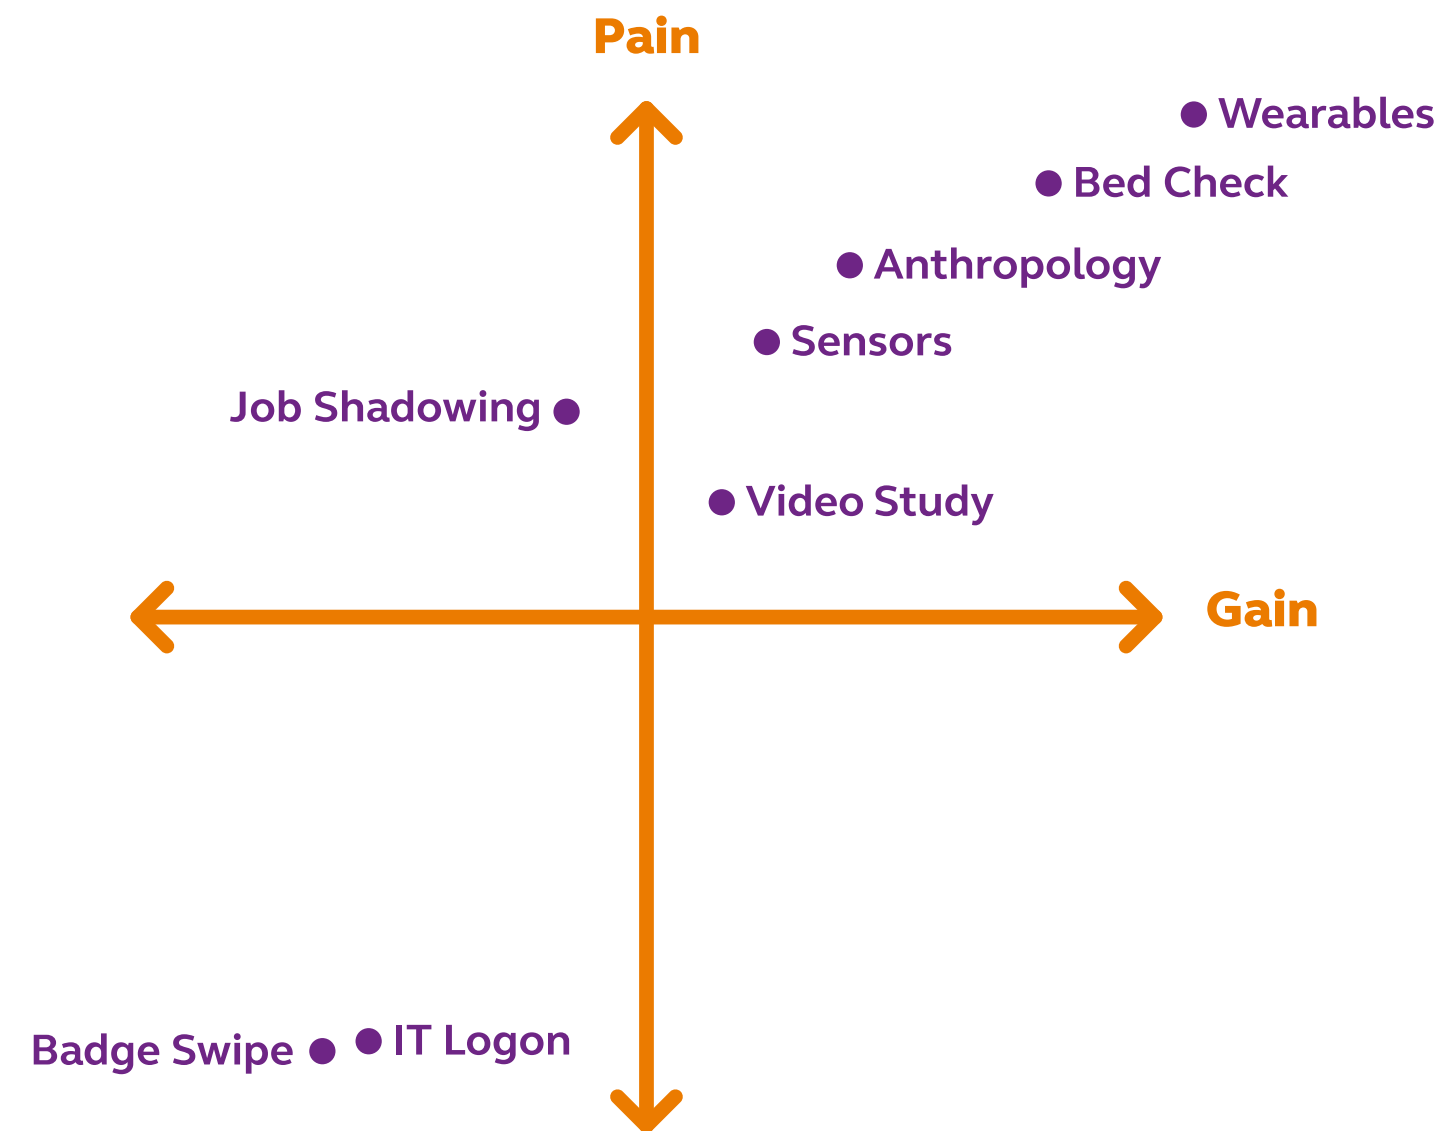 Pain
Wearables
Bed Check
Anthropology
Sensors
Job Shadowing
Video Study
Gain
IT Logon
Badge Swipe